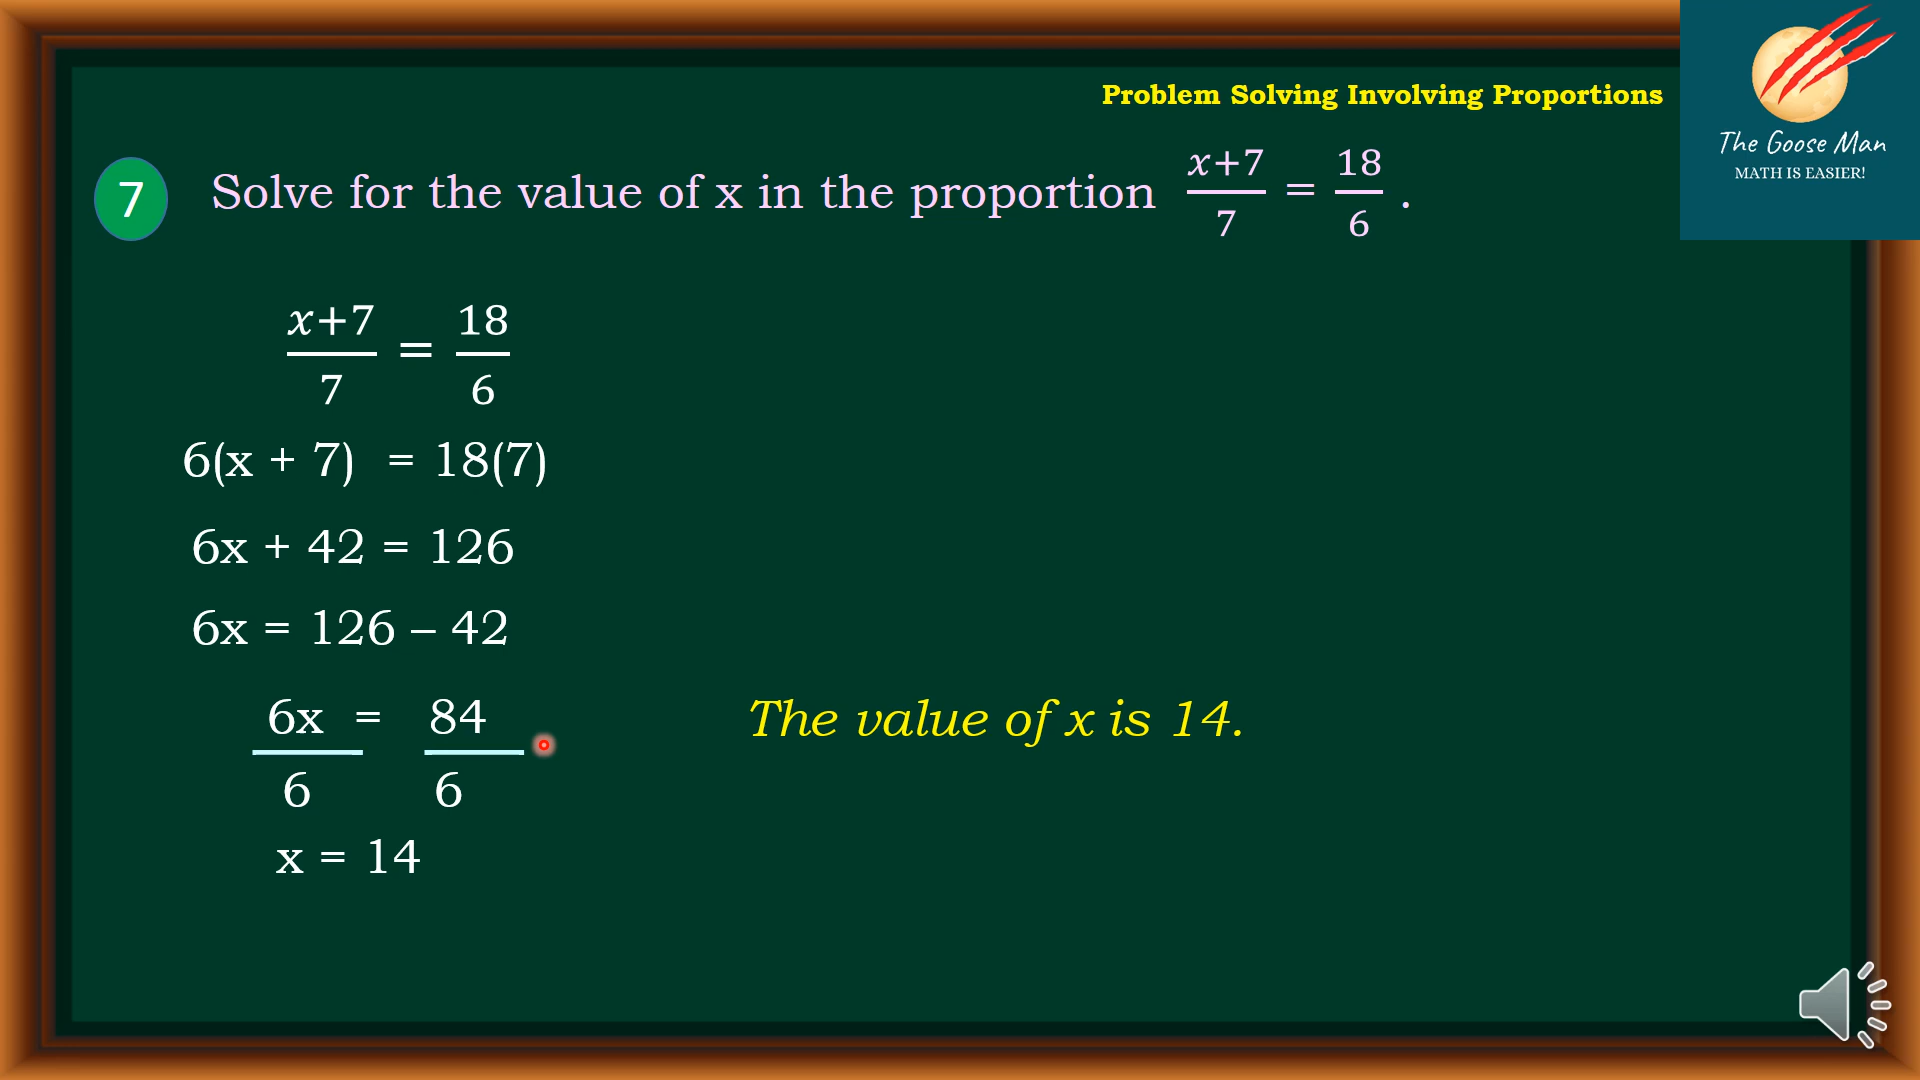 Problem Solving Involving Proportions
The Goose Man
MATH IS EASIER!
7 Solve for the value of x in the proportion x+7/7 = 18/6 .
x+7/7 = 18/6
6(x + 7) = 18(7)
6x + 42 = 126
6x = 126 – 42
6x = 84
6 6
The value of x is 14.
x = 14